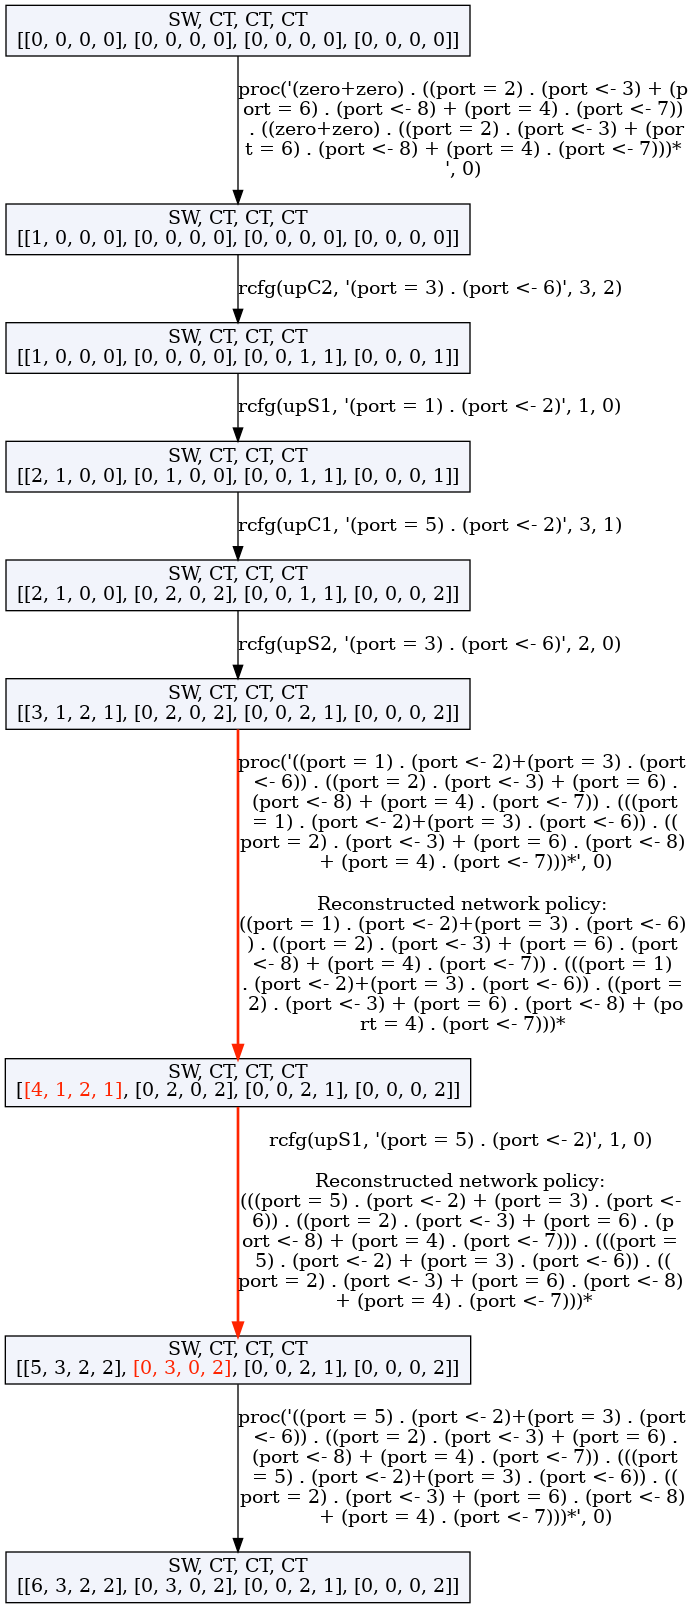 SW, CT, CT, CT
[[0, 0, 0, 0], [0, 0, 0, 0], [0, 0, 0, 0], [0, 0, 0, 0]]
proc('(zero+zero) . ((port = 2) . (port <- 3) + (p
ort = 6) . (port <- 8) + (port = 4) . (port <- 7))
. ((zero+zero) . ((port = 2) . (port <- 3) + (por
t = 6) . (port <- 8) + (port = 4) . (port <- 7)))*
', 0)
SW, CT, CT, CT
[[1, 0, 0, 0], [0, 0, 0, 0], [0, 0, 0, 0], [0, 0, 0, 0]]
rcfg(upC2, '(port = 3) . (port <- 6)', 3, 2)
SW, CT, CT, CT
[[1, 0, 0, 0], [0, 0, 0, 0], [0, 0, 1, 1], [0, 0, 0, 1]]
rcfg(upS1, '(port = 1) . (port <- 2)', 1, 0)
SW, CT, CT, CT
[[2, 1, 0, 0], [0, 1, 0, 0], [0, 0, 1, 1], [0, 0, 0, 1]]
rcfg(upC1, '(port = 5) . (port <- 2)', 3, 1)
SW, CT, CT, CT
[[2, 1, 0, 0], [0, 2, 0, 2], [0, 0, 1, 1], [0, 0, 0, 2]]
rcfg(upS2, '(port = 3) . (port <- 6)', 2, 0)
SW, CT, CT, CT
[[3, 1, 2, 1], [0, 2, 0, 2], [0, 0, 2, 1], [0, 0, 0, 2]]
proc('((port = 1) . (port <- 2)+(port = 3) . (port
<- 6)) . ((port = 2) . (port <- 3) + (port = 6) .
(port <- 8) + (port = 4) . (port <- 7)) . (((port
= 1) . (port <- 2)+(port = 3) . (port <- 6)) . ((
port = 2) . (port <- 3) + (port = 6) . (port <- 8)
+ (port = 4) . (port <- 7)))*', 0)
Reconstructed network policy:
((port = 1) . (port <- 2)+(port = 3) . (port <- 6)
) . ((port = 2) . (port <- 3) + (port = 6) . (port
<- 8) + (port = 4) . (port <- 7)) . (((port = 1)
. (port <- 2)+(port = 3) . (port <- 6)) . ((port =
2) . (port <- 3) + (port = 6) . (port <- 8) + (po
rt = 4) . (port <- 7)))*
SW, CT, CT, CT
[[4, 1, 2, 1], [0, 2, 0, 2], [0, 0, 2, 1], [0, 0, 0, 2]]
rcfg(upS1, '(port = 5) . (port <- 2)', 1, 0)
Reconstructed network policy:
(((port = 5) . (port <- 2) + (port = 3) . (port <-
6)) . ((port = 2) . (port <- 3) + (port = 6) . (p
ort <- 8) + (port = 4) . (port <- 7))) . (((port =
5) . (port <- 2) + (port = 3) . (port <- 6)) . ((
port = 2) . (port <- 3) + (port = 6) . (port <- 8)
+ (port = 4) . (port <- 7)))*
SW, CT, CT, CT
[[5, 3, 2, 2], [0, 3, 0, 2], [0, 0, 2, 1], [0, 0, 0, 2]]
proc('((port = 5) . (port <- 2)+(port = 3) . (port
<- 6)) . ((port = 2) . (port <- 3) + (port = 6) .
(port <- 8) + (port = 4) . (port <- 7)) . (((port
= 5) . (port <- 2)+(port = 3) . (port <- 6)) . ((
port = 2) . (port <- 3) + (port = 6) . (port <- 8)
+ (port = 4) . (port <- 7)))*', 0)
SW, CT, CT, CT
[[6, 3, 2, 2], [0, 3, 0, 2], [0, 0, 2, 1], [0, 0, 0, 2]]